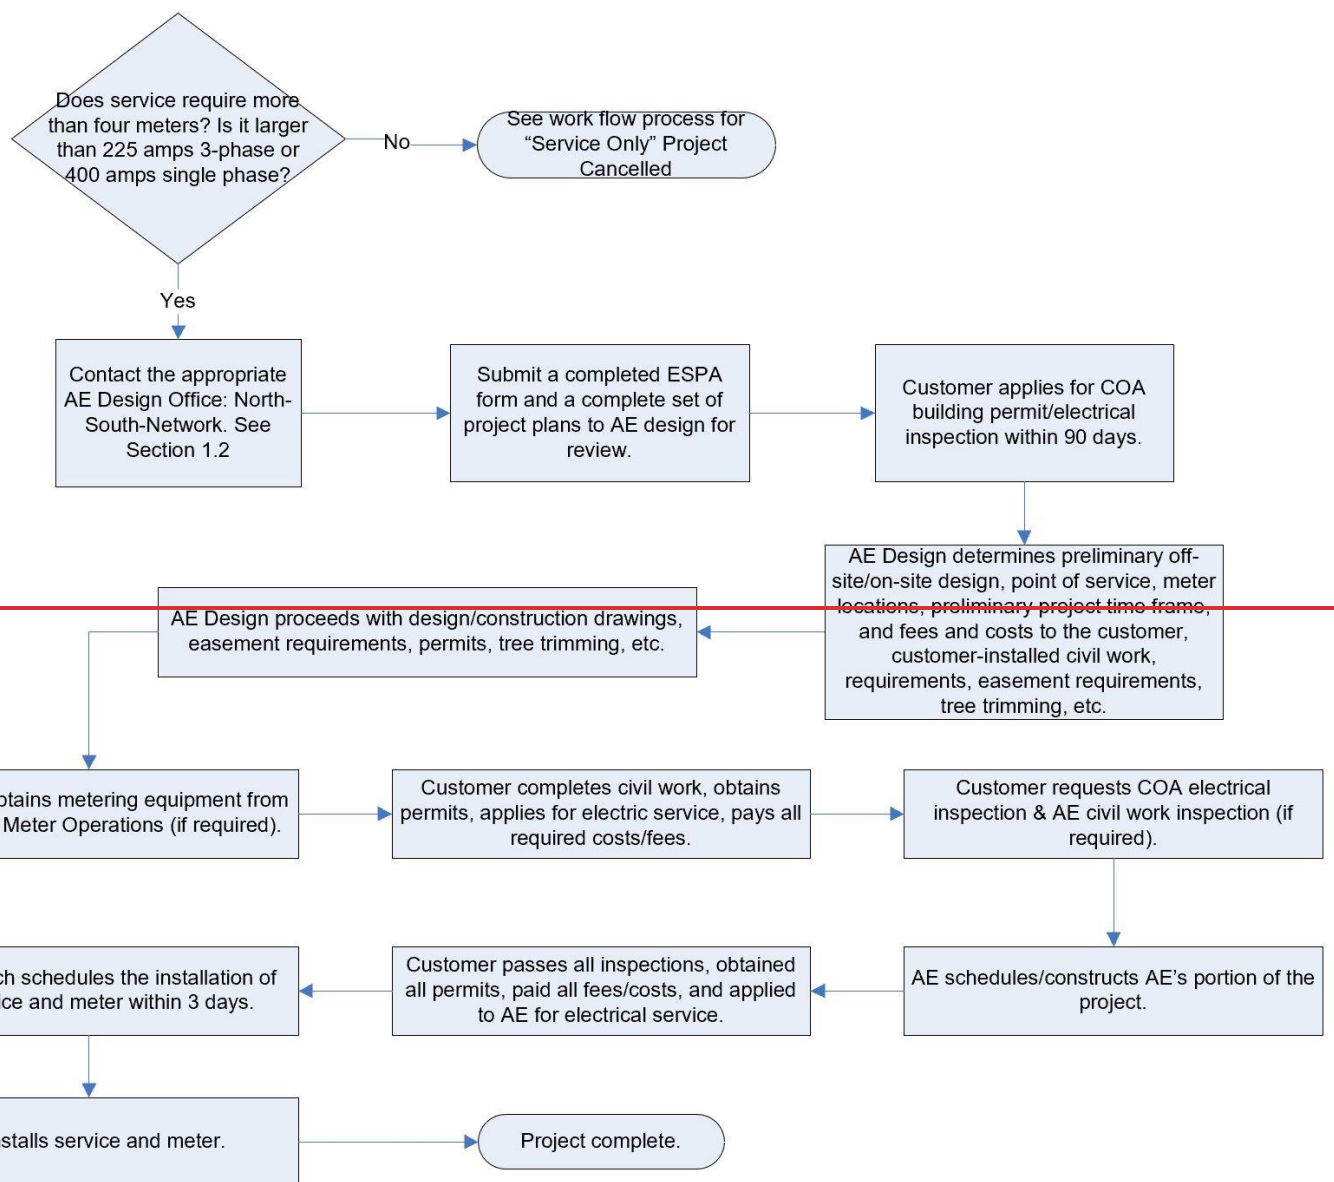 Does service require more
than four meters? Is it larger
than 225 amps 3-phase or
400 amps single phase?
No
See work flow process for
“Service Only” Project
Cancelled
Yes
Contact the appropriate
AE Design Office: North-
South-Network. See
Section 1.2
Submit a completed ESPA
form and a complete set of
project plans to AE design for
review.
Customer applies for COA
building permit/electrical
inspection within 90 days.
AE Design determines preliminary off-
site/on-site design, point of service, meter
locations, preliminary project time frame,
and fees and costs to the customer,
customer-installed civil work,
requirements, easement requirements,
tree trimming, etc.
AE Design proceeds with design/construction drawings,
easement requirements, permits, tree trimming, etc.
metering equipment from
Meter Operations (if required).
Customer completes civil work, obtains
permits, applies for electric service, pays all
required costs/fees.
Customer requests COA electrical
inspection & AE civil work inspection (if
required).
AE schedules/constructs AE’s portion of the
project.
Customer passes all inspections, obtained
all permits, paid all fees/costs, and applied
to AE for electrical service.
schedules the installation of
and meter within 3 days.
service and meter.
Project complete.